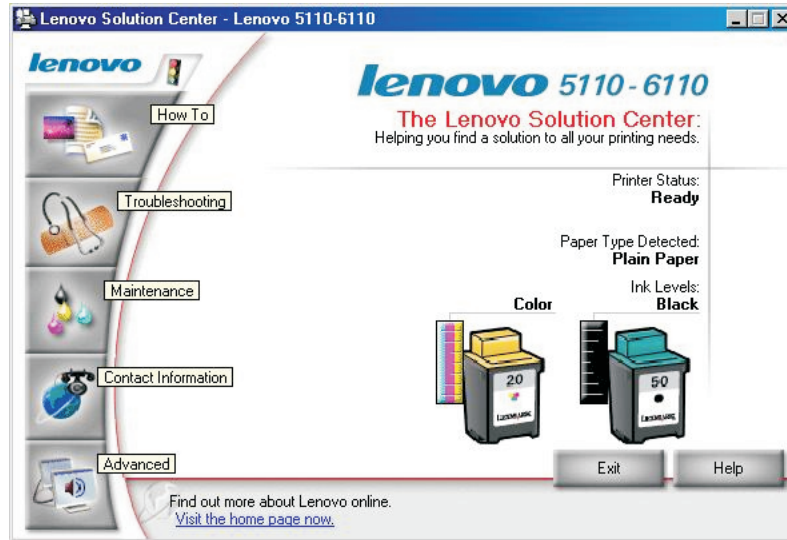 Lenovo Solution Center - Lenovo 5110-6110
lenovo
How To
Troubleshooting
Maintenance
Contact Information
Advanced
lenovo 5110 - 6110
The Lenovo Solution Center:
Helping you find a solution to all your printing needs.
Printer Status:
Ready
Paper Type Detected:
Plain Paper
Ink Levels:
Color Black
20 50
LEXMARK LEXMARK
Exit Help
Find out more about Lenovo online.
Visit the home page now.